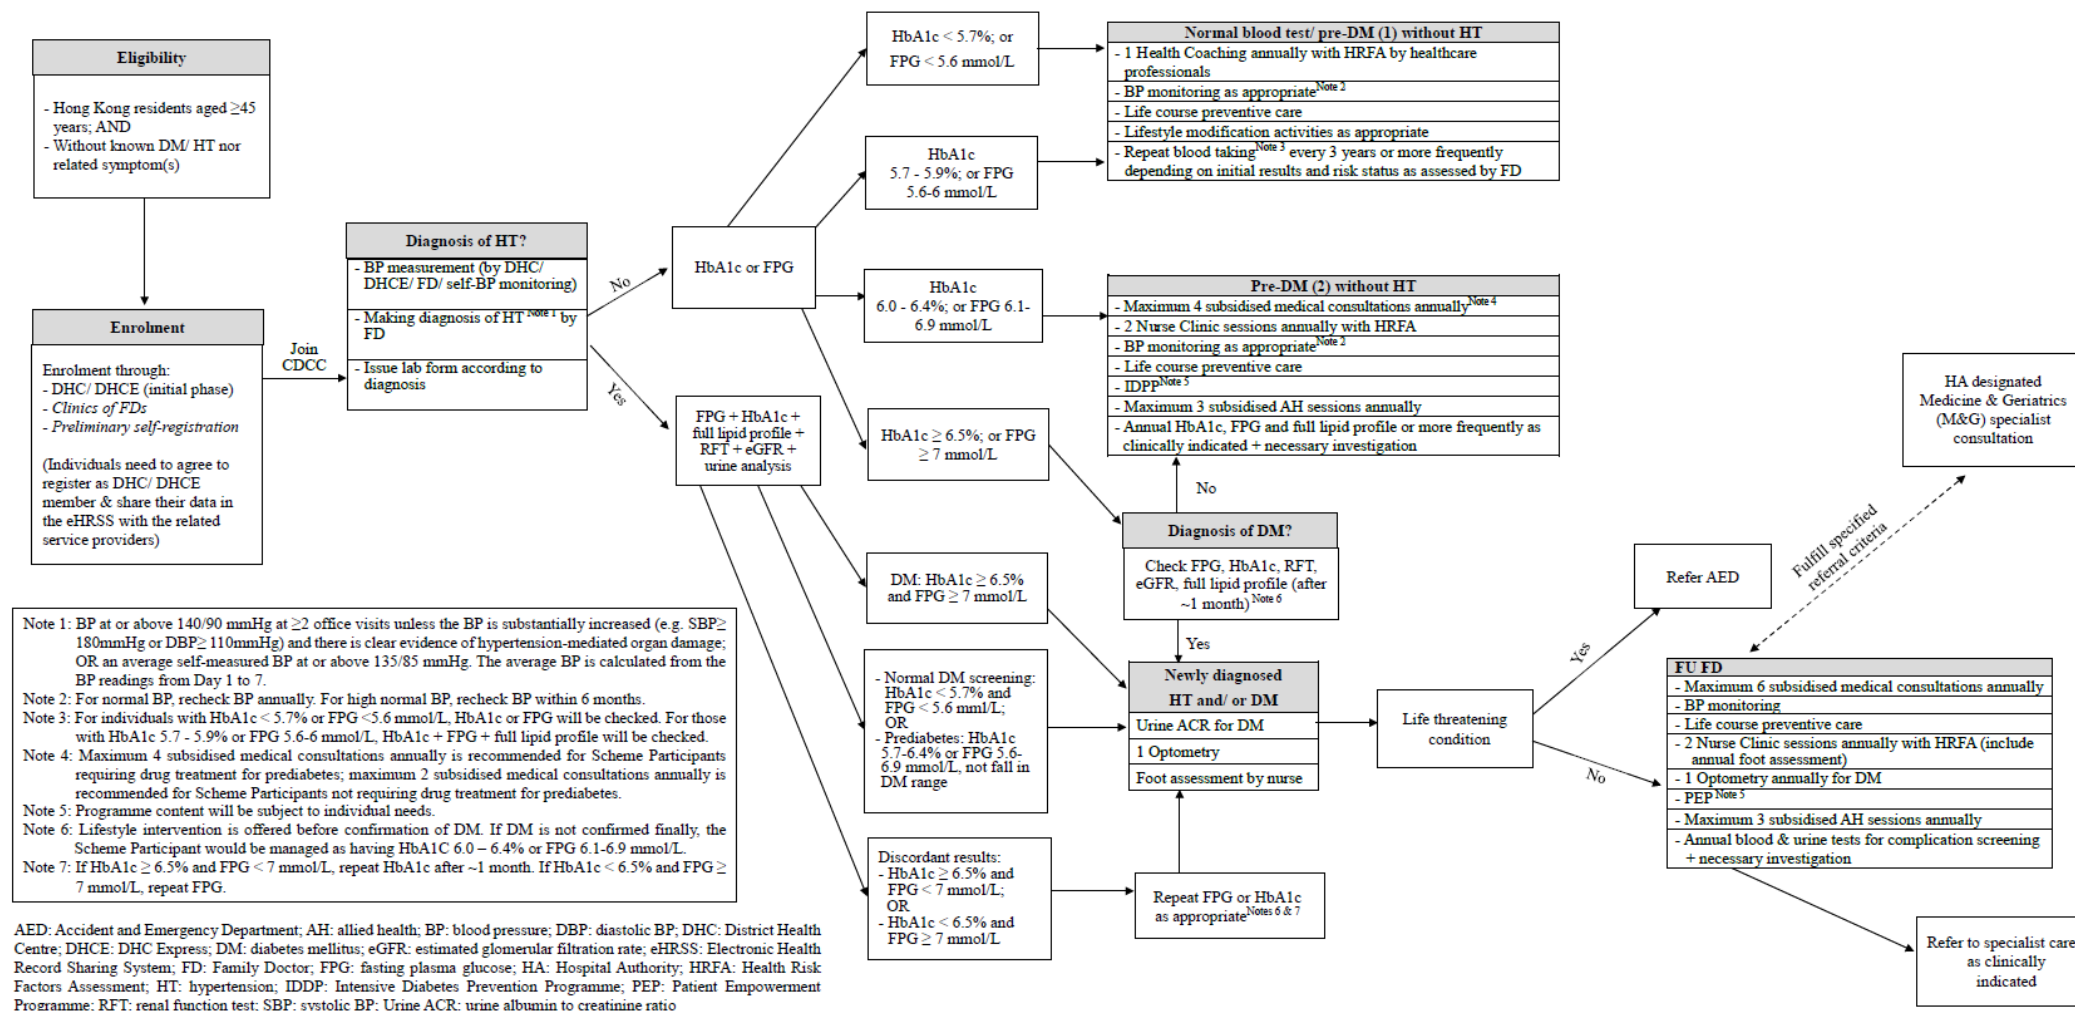 Eligibility
- Hong Kong residents aged ≥45
years; AND
- Without known DM/ HT nor
related symptom(s)
Enrolment
Enrolment through:
- DHC/ DHCE (initial phase)
- Clinics of FDs
- Preliminary self-registration
(Individuals need to agree to
register as DHC/ DHCE
member & share their data in
the eHRSS with the related
service providers)
Join
CDCC
Diagnosis of HT?
- BP measurement (by DHC/
DHCE/ FD/ self-BP monitoring)
- Making diagnosis of HT Note 1 by
FD
- Issue lab form according to
diagnosis
No
Yes
HbA1c or FPG
FPG + HbA1c +
full lipid profile +
RFT + eGFR +
urine analysis
HbA1c < 5.7%; or
FPG < 5.6 mmol/L
HbA1c
5.7 - 5.9%; or FPG
5.6-6 mmol/L
HbA1c
6.0 - 6.4%; or FPG 6.1-
6.9 mmol/L
HbA1c ≥ 6.5%; or FPG
≥ 7 mmol/L
DM: HbA1c ≥ 6.5%
and FPG ≥ 7 mmol/L
- Normal DM screening:
HbA1c < 5.7% and
FPG < 5.6 mml/L;
OR
- Prediabetes: HbA1c
5.7-6.4% or FPG 5.6-
6.9 mmol/L, not fall in
DM range
Discordant results:
- HbA1c ≥ 6.5% and
FPG < 7 mmol/L;
OR
- HbA1c < 6.5% and
FPG ≥ 7 mmol/L
Normal blood test/ pre-DM (1) without HT
- 1 Health Coaching annually with HRFA by healthcare
professionals
- BP monitoring as appropriate Note 2
- Life course preventive care
- Lifestyle modification activities as appropriate
- Repeat blood taking Note 3 every 3 years or more frequently
depending on initial results and risk status as assessed by FD
Pre-DM (2) without HT
- Maximum 4 subsidised medical consultations annually Note 4
- 2 Nurse Clinic sessions annually with HRFA
- BP monitoring as appropriate Note 2
- Life course preventive care
- IDPP Note 5
- Maximum 3 subsidised AH sessions annually
- Annual HbA1c, FPG and full lipid profile or more frequently as
clinically indicated + necessary investigation
No
Diagnosis of DM?
Check FPG, HbA1c, RFT,
eGFR, full lipid profile (after
~1 month) Note 6
Yes
Newly diagnosed
HT and/ or DM
Urine ACR for DM
1 Optometry
Foot assessment by nurse
Repeat FPG or HbA1c
as appropriate Notes 6 & 7
Life threatening
condition
Yes
No
Refer AED
HA designated
Medicine & Geriatrics
(M&G) specialist
consultation
Fulfill specified
referral criteria
FU FD
- Maximum 6 subsidised medical consultations annually
- BP monitoring
- Life course preventive care
- 2 Nurse Clinic sessions annually with HRFA (include
annual foot assessment)
- 1 Optometry annually for DM
- PEP Note 5
- Maximum 3 subsidised AH sessions annually
- Annual blood & urine tests for complication screening
+ necessary investigation
Refer to specialist care
as clinically
indicated
Note 1: BP at or above 140/90 mmHg at ≥2 office visits unless the BP is substantially increased (e.g. SBP≥
180mmHg or DBP≥ 110mmHg) and there is clear evidence of hypertension-mediated organ damage;
OR an average self-measured BP at or above 135/85 mmHg. The average BP is calculated from the
BP readings from Day 1 to 7.
Note 2: For normal BP, recheck BP annually. For high normal BP, recheck BP within 6 months.
Note 3: For individuals with HbA1c < 5.7% or FPG <5.6 mmol/L, HbA1c or FPG will be checked. For those
with HbA1c 5.7 - 5.9% or FPG 5.6-6 mmol/L, HbA1c + FPG + full lipid profile will be checked.
Note 4: Maximum 4 subsidised medical consultations annually is recommended for Scheme Participants
requiring drug treatment for prediabetes; maximum 2 subsidised medical consultations annually is
recommended for Scheme Participants not requiring drug treatment for prediabetes.
Note 5: Programme content will be subject to individual needs.
Note 6: Lifestyle intervention is offered before confirmation of DM. If DM is not confirmed finally, the
Scheme Participant would be managed as having HbA1C 6.0 – 6.4% or FPG 6.1-6.9 mmol/L.
Note 7: If HbA1c ≥ 6.5% and FPG < 7 mmol/L, repeat HbA1c after ~1 month. If HbA1c < 6.5% and FPG ≥
7 mmol/L, repeat FPG.
AED: Accident and Emergency Department; AH: allied health; BP: blood pressure; DBP: diastolic BP; DHC: District Health
Centre; DHCE: DHC Express; DM: diabetes mellitus; eGFR: estimated glomerular filtration rate; eHRSS: Electronic Health
Record Sharing System; FD: Family Doctor; FPG: fasting plasma glucose; HA: Hospital Authority; HRFA: Health Risk
Factors Assessment; HT: hypertension; IDDP: Intensive Diabetes Prevention Programme; PEP: Patient Empowerment
Programme; RFT: renal function test; SBP: systolic BP; Urine ACR: urine albumin to creatinine ratio